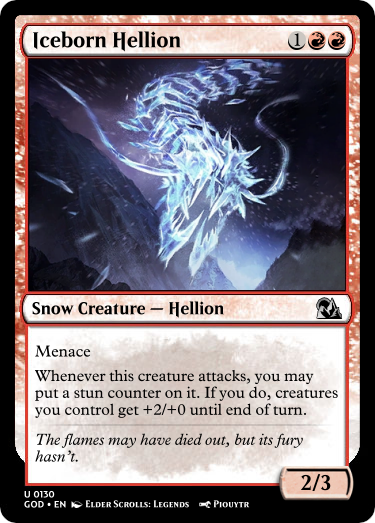 Iceborn Hellion 1
Snow Creature — Hellion
Menace
Whenever this creature attacks, you may
put a stun counter on it. If you do, creatures
you control get +2/+0 until end of turn.
The flames may have died out, but its fury
hasn't.
2/3
U 0130
GOD • EN Elder Scrolls: Legends Piouytr